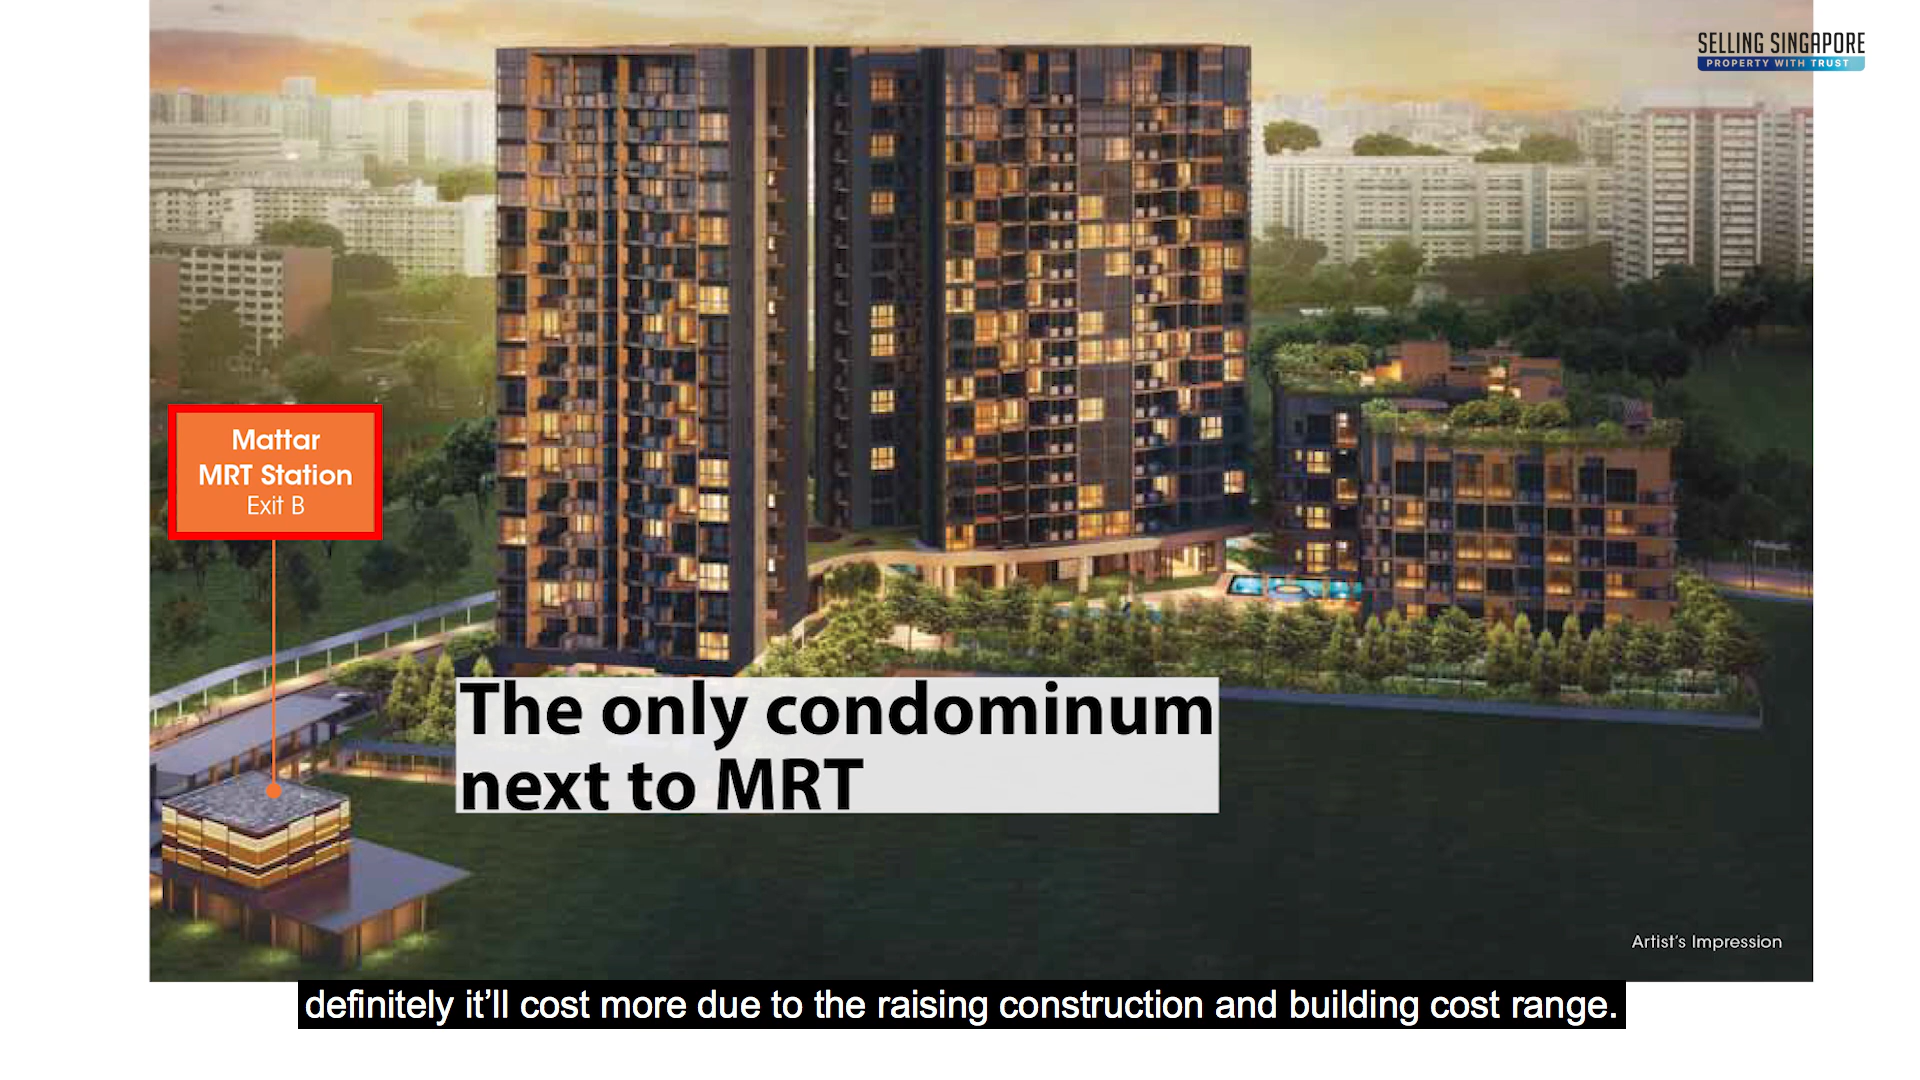 SELLING SINGAPORE
PROPERTY WITH TRUST
Mattar
MRT Station
Exit B
The only condominum
next to MRT
Artist's Impression
definitely it’ll cost more due to the raising construction and building cost range.